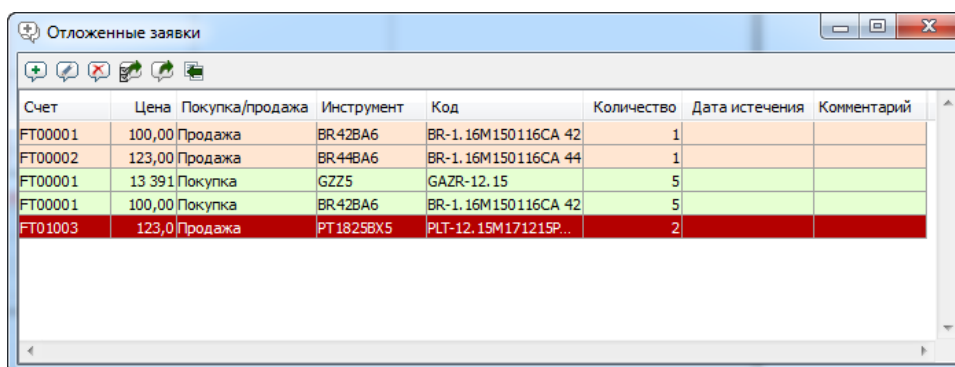 Отложенные заявки
Счет Цена Покупка/продажа Инструмент Код Количество Дата истечения Комментарий
FT00001 100,00 Продажа BR42BA6 BR-1.16M150116CA 42 1
FT00002 123,00 Продажа BR44BA6 BR-1.16M150116CA 44 1
FT00001 13 391 Покупка GZZ5 GAZR-12.15 5
FT00001 100,00 Покупка BR42BA6 BR-1.16M150116CA 42 5
FT01003 123,0 Продажа PT1825BX5 PLT-12.15M171215P... 2